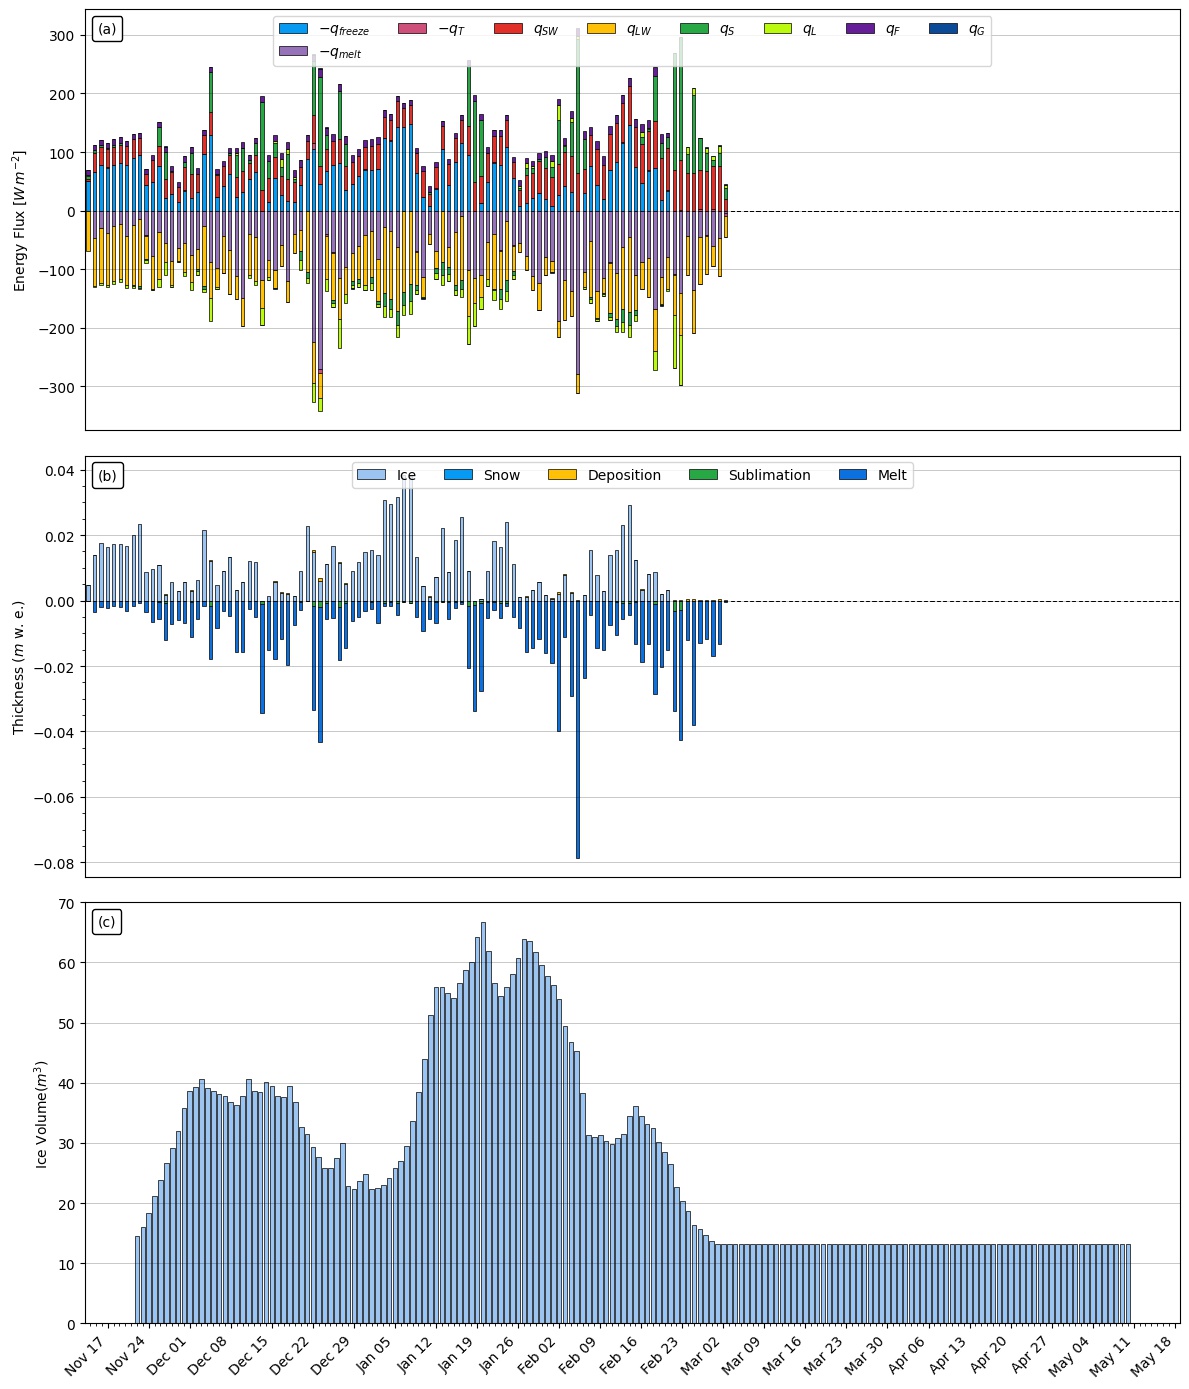 (a)
−q_freeze −q_T q_SW q_LW q_S q_L q_F q_G
−q_melt
Energy Flux [W m⁻²]
300
200
100
0
−100
−200
−300
(b)
Ice Snow Deposition Sublimation Melt
Thickness (m w. e.)
0.04
0.02
0.00
−0.02
−0.04
−0.06
−0.08
(c)
Ice Volume(m³)
70
60
50
40
30
20
10
0
Nov 17 Nov 24 Dec 01 Dec 08 Dec 15 Dec 22 Dec 29 Jan 05 Jan 12 Jan 19 Jan 26 Feb 02 Feb 09 Feb 16 Feb 23 Mar 02 Mar 09 Mar 16 Mar 23 Mar 30 Apr 06 Apr 13 Apr 20 Apr 27 May 04 May 11 May 18